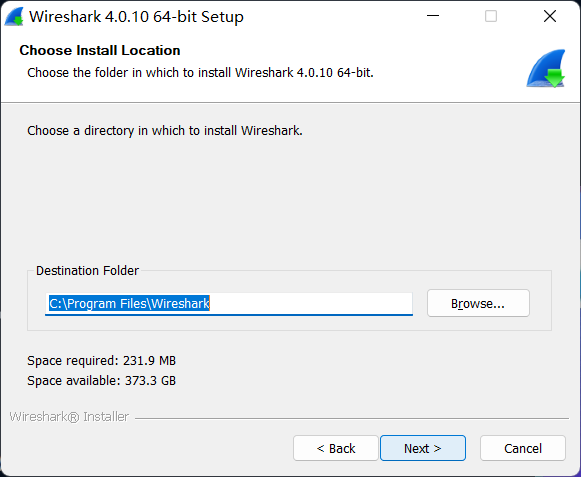 Wireshark 4.0.10 64-bit Setup
Choose Install Location
Choose the folder in which to install Wireshark 4.0.10 64-bit.
Choose a directory in which to install Wireshark.
Destination Folder
C:\Program Files\Wireshark
Browse...
Space required: 231.9 MB
Space available: 373.3 GB
Wireshark® Installer
< Back
Next >
Cancel